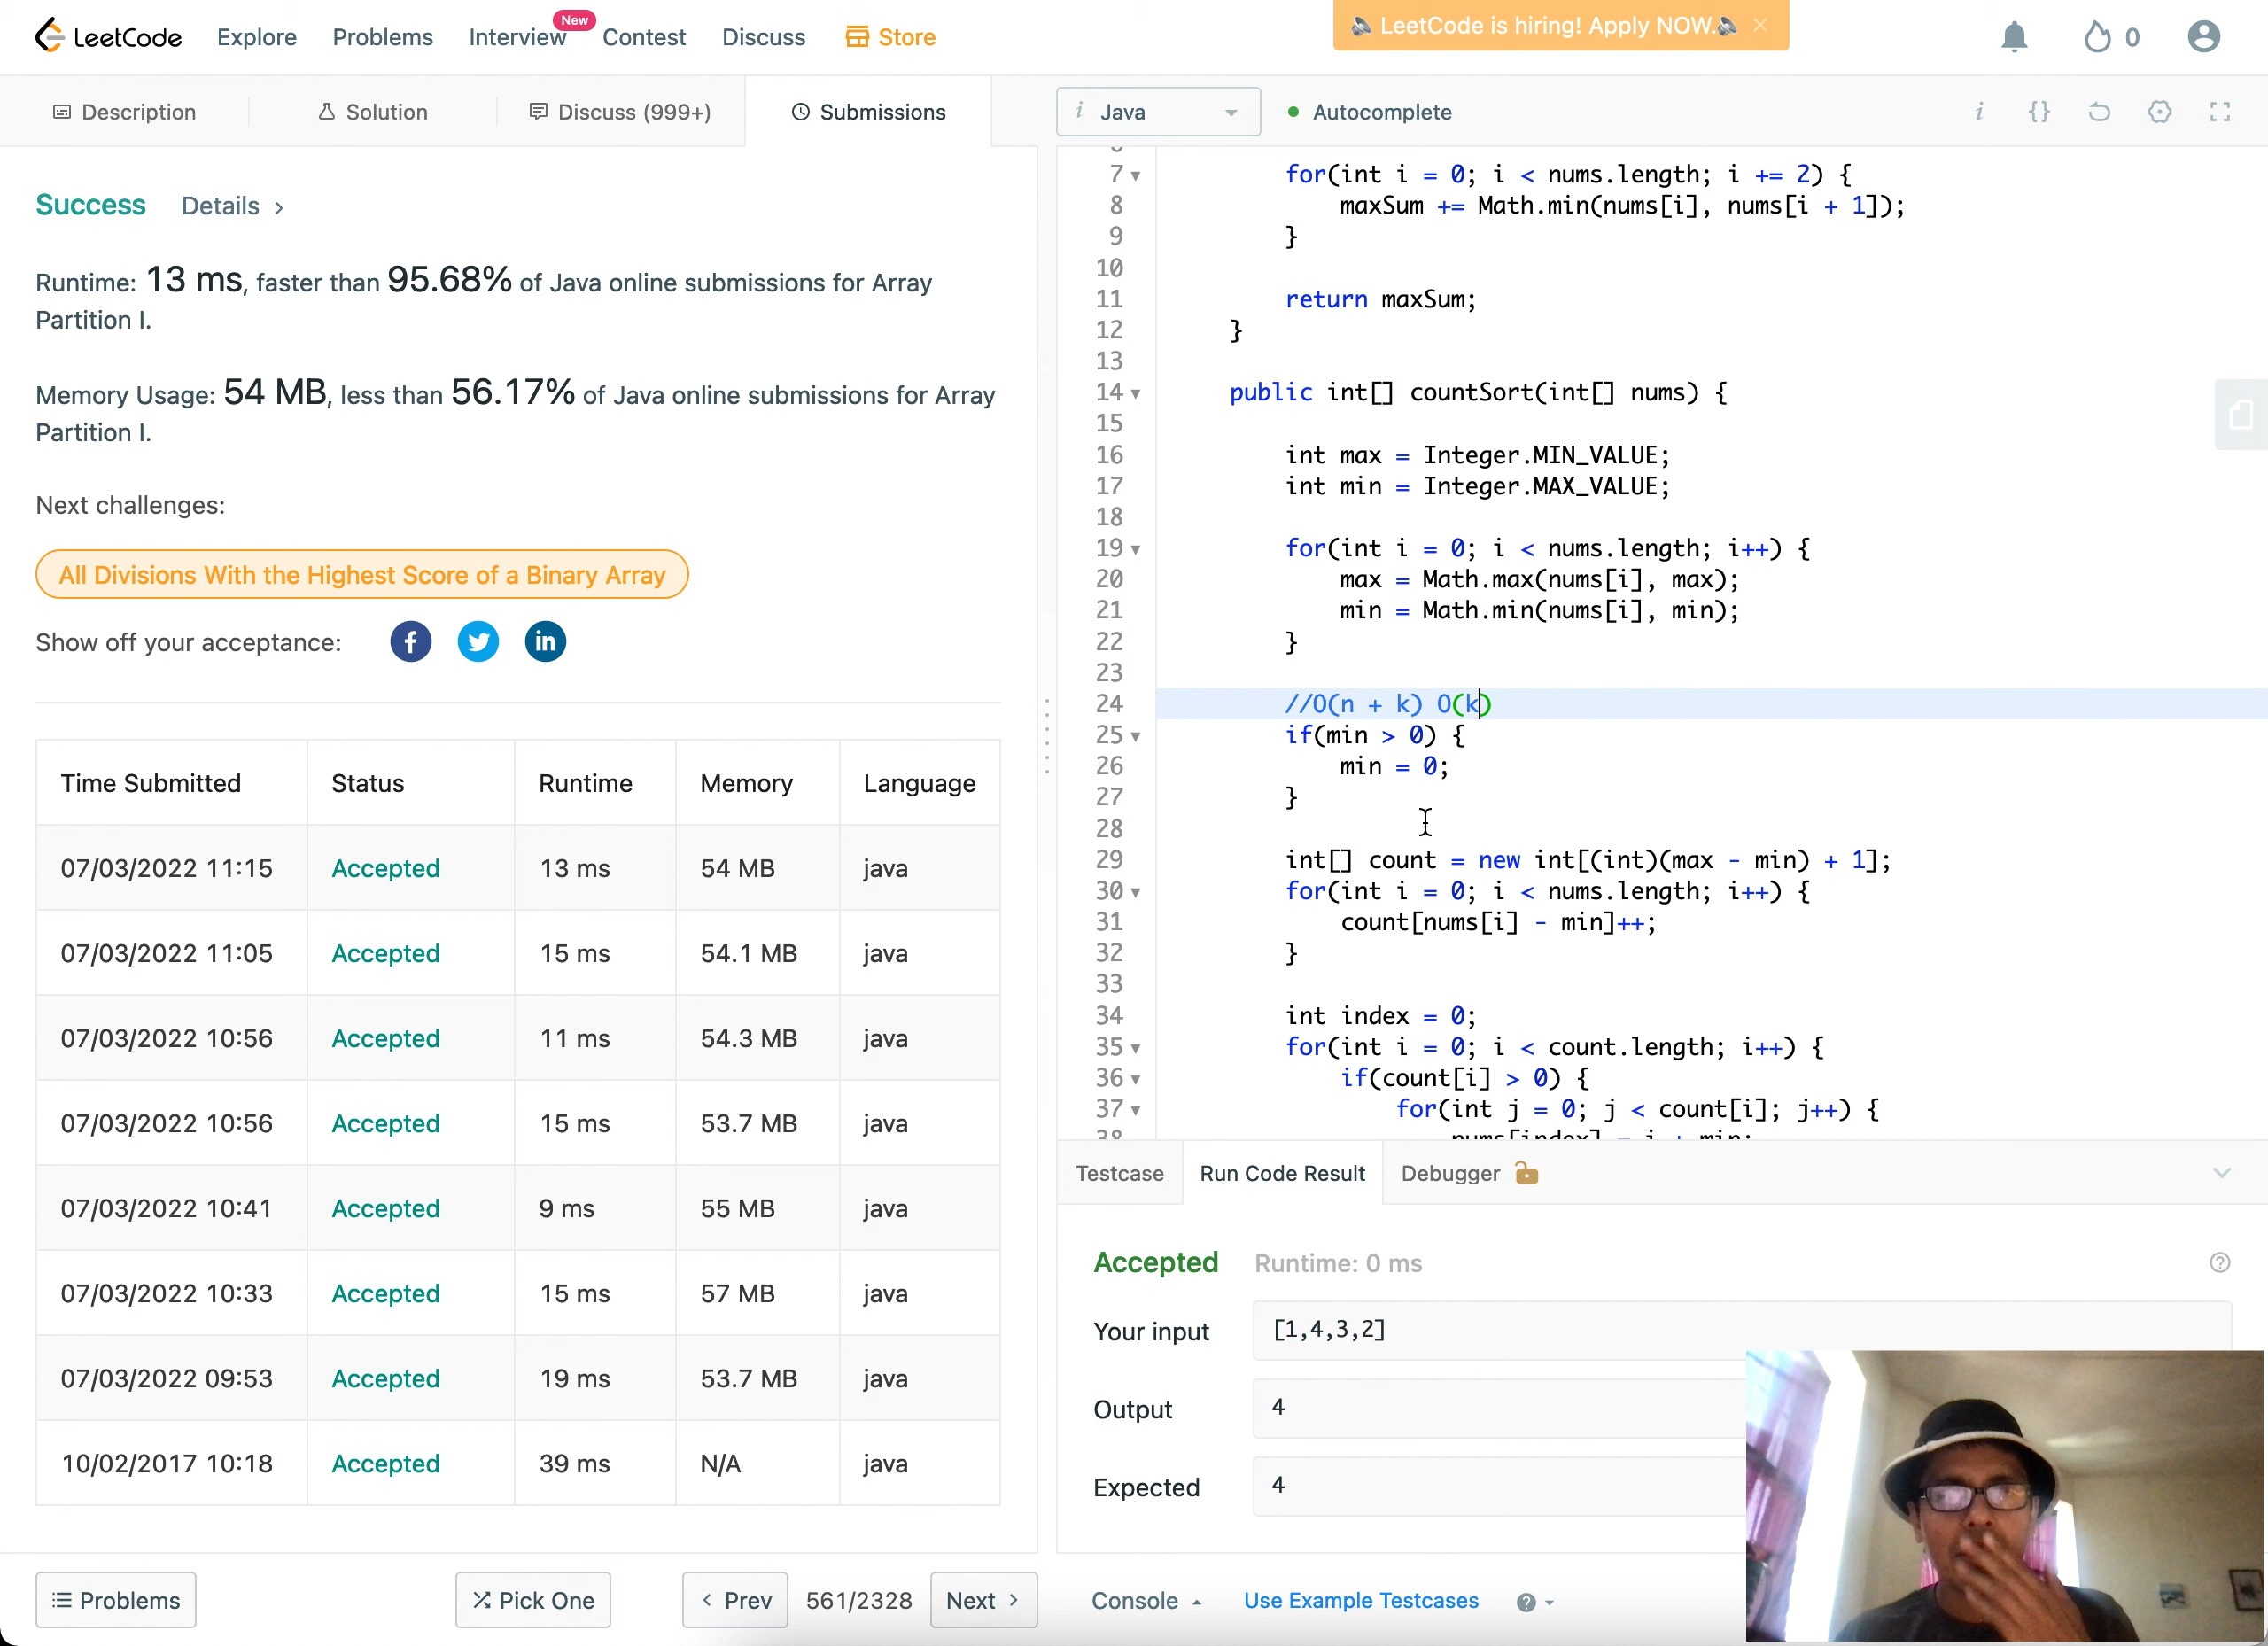 LeetCode Explore Problems Interview New Contest Discuss Store
LeetCode is hiring! Apply NOW. ×
0
Description Solution Discuss (999+) Submissions
i Java Autocomplete
i {}
Success Details >
Runtime: 13 ms, faster than 95.68% of Java online submissions for Array
Partition I.
Memory Usage: 54 MB, less than 56.17% of Java online submissions for Array
Partition I.
Next challenges:
All Divisions With the Highest Score of a Binary Array
Show off your acceptance: f in
Time Submitted Status Runtime Memory Language
07/03/2022 11:15 Accepted 13 ms 54 MB java
07/03/2022 11:05 Accepted 15 ms 54.1 MB java
07/03/2022 10:56 Accepted 11 ms 54.3 MB java
07/03/2022 10:56 Accepted 15 ms 53.7 MB java
07/03/2022 10:41 Accepted 9 ms 55 MB java
07/03/2022 10:33 Accepted 15 ms 57 MB java
07/03/2022 09:53 Accepted 19 ms 53.7 MB java
10/02/2017 10:18 Accepted 39 ms N/A java
Problems Pick One < Prev 561/2328 Next >
7 for(int i = 0; i < nums.length; i += 2) {
8 maxSum += Math.min(nums[i], nums[i + 1]);
9 }
10
11 return maxSum;
12 }
13
14 public int[] countSort(int[] nums) {
15
16 int max = Integer.MIN_VALUE;
17 int min = Integer.MAX_VALUE;
18
19 for(int i = 0; i < nums.length; i++) {
20 max = Math.max(nums[i], max);
21 min = Math.min(nums[i], min);
22 }
23
24 //O(n + k) O(k)
25 if(min > 0) {
26 min = 0;
27 }
28
29 int[] count = new int[(int)(max - min) + 1];
30 for(int i = 0; i < nums.length; i++) {
31 count[nums[i] - min]++;
32 }
33
34 int index = 0;
35 for(int i = 0; i < count.length; i++) {
36 if(count[i] > 0) {
37 for(int j = 0; j < count[i]; j++) {
38 nums[index] = i + min;
Testcase Run Code Result Debugger
Accepted Runtime: 0 ms
Your input [1,4,3,2]
Output 4
Expected 4
Console Use Example Testcases